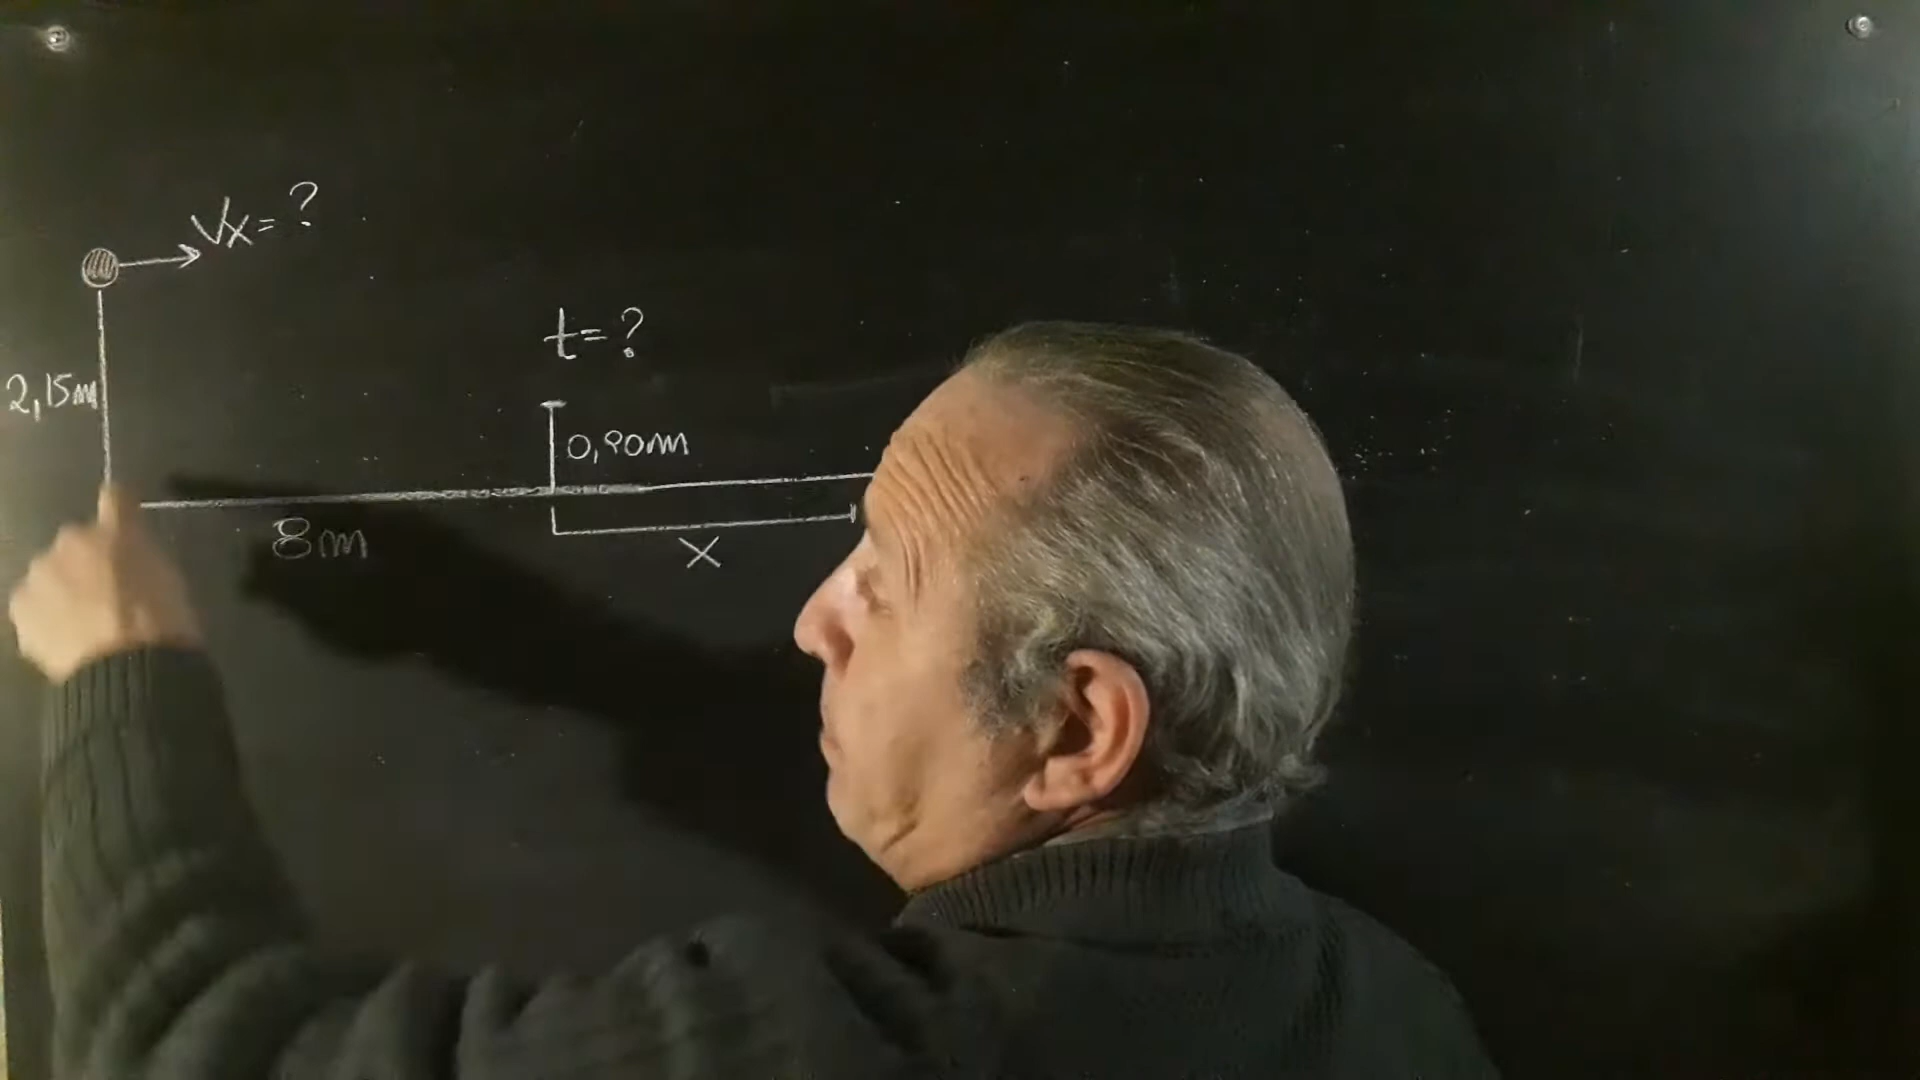 Vx = ?
t = ?
2,15m
0,90m
8m
X